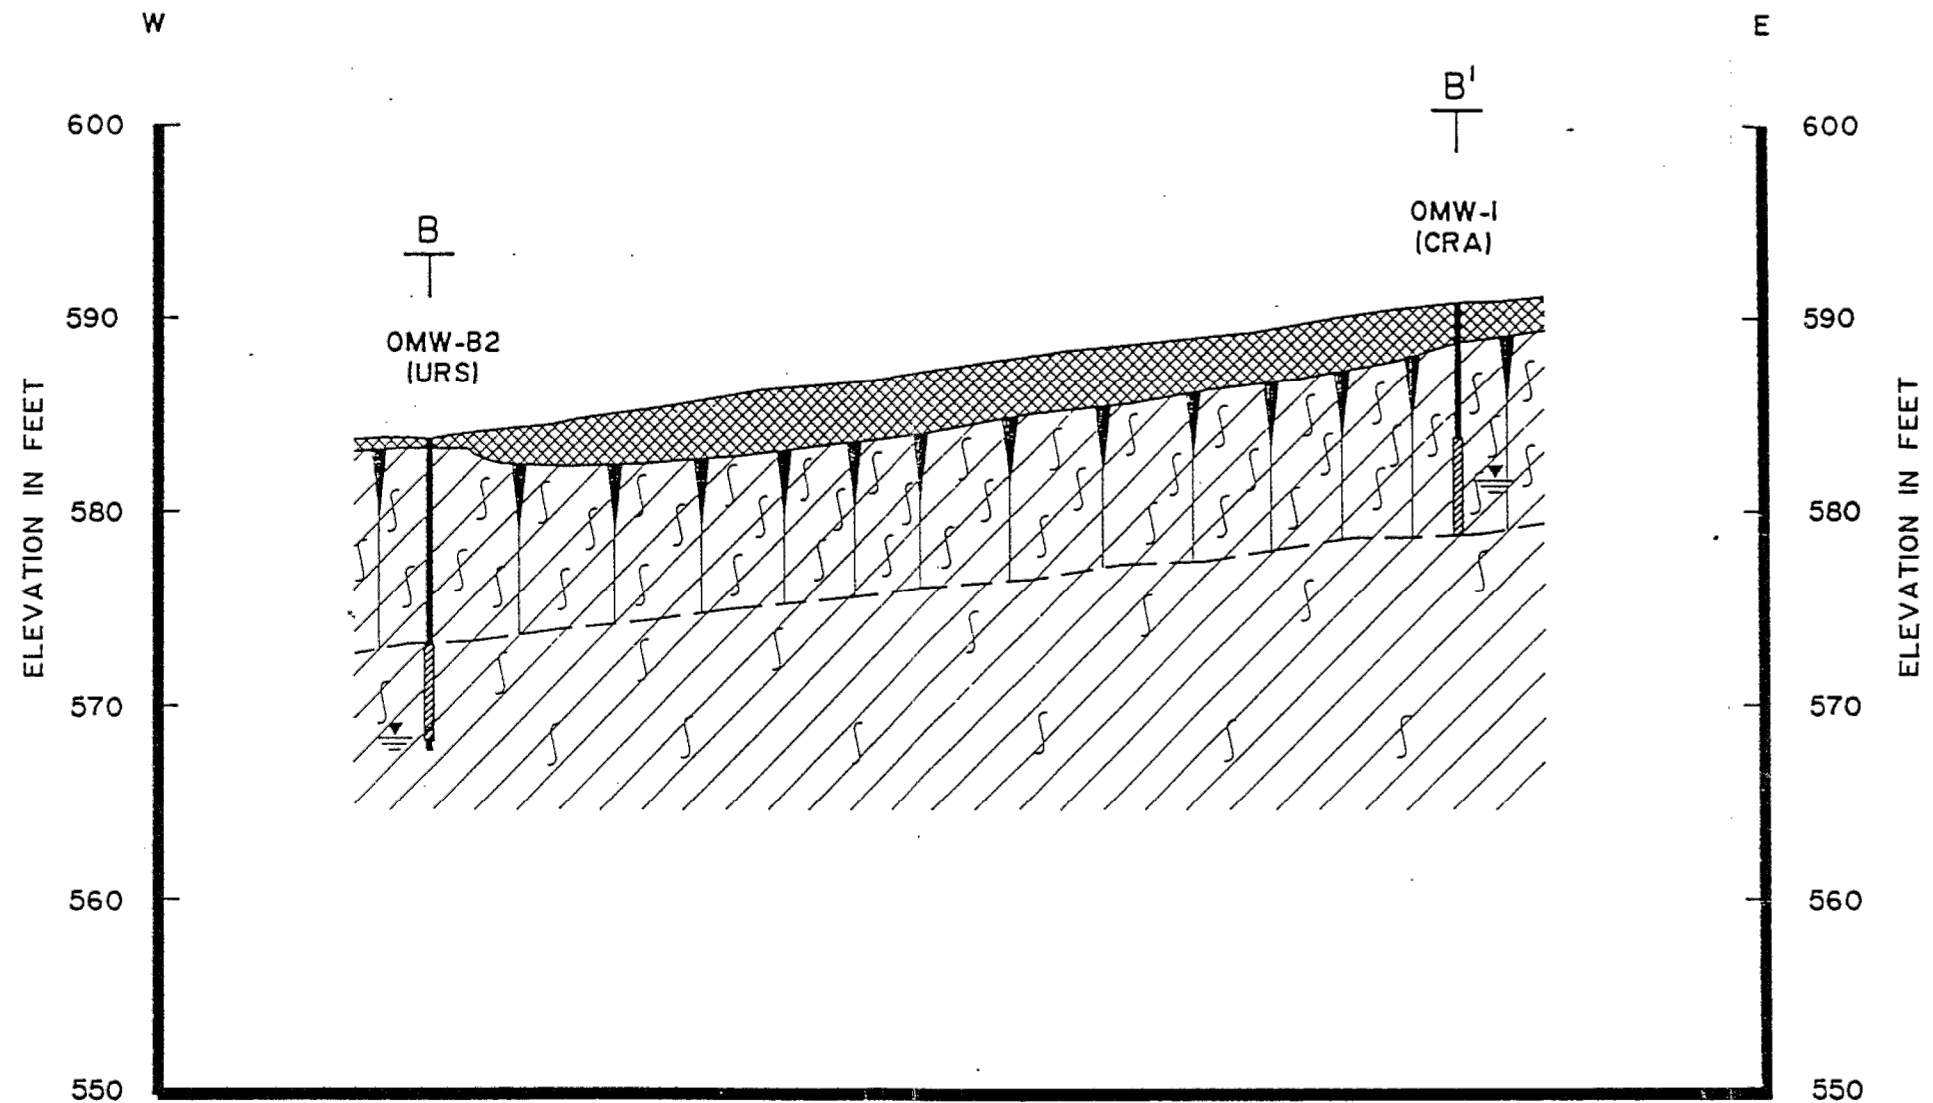 W
E
B'
600
600
OMW-1
(CRA)
B
590
590
OMW-B2
(URS)
580
580
ELEVATION IN FEET
ELEVATION IN FEET
570
570
560
560
550
550